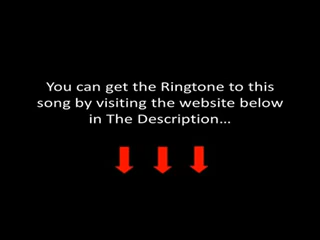 You can get the Ringtone to this
song by visiting the website below
in The Description...